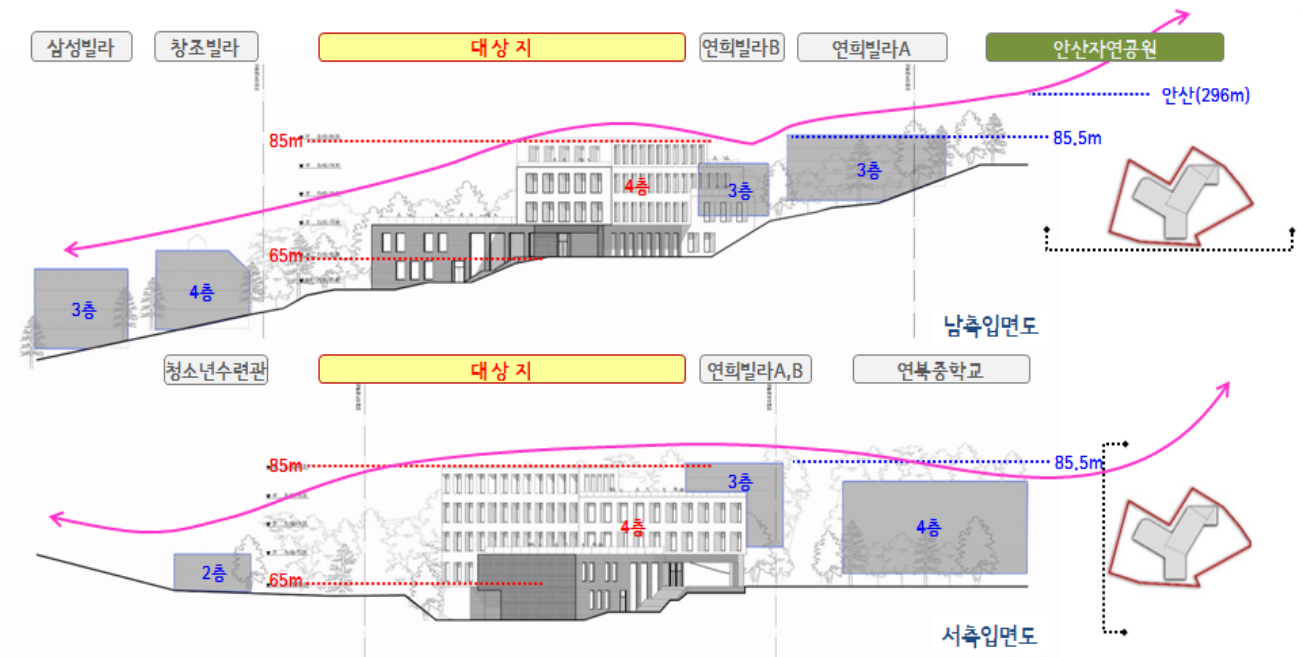 삼성빌라
창조빌라
대상 지
연희빌라B
연희빌라A
안산자연공원
안산(296m)
85m
85.5m
4층
3층
3층
65m
4층
3층
남측입면도
청소년수련관
대상 지
연희빌라A,B
연북중학교
85m
85.5m
3층
4층
4층
2층
65m
서측입면도